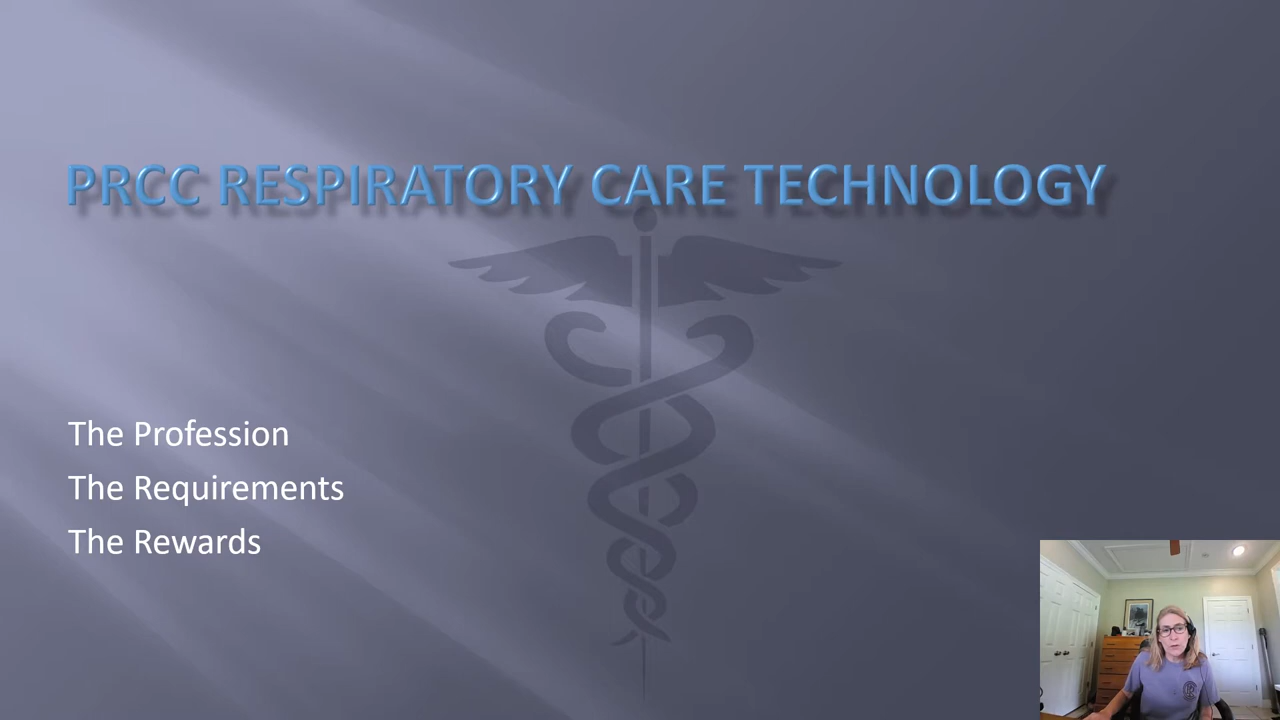 PRCC RESPIRATORY CARE TECHNOLOGY
The Profession
The Requirements
The Rewards